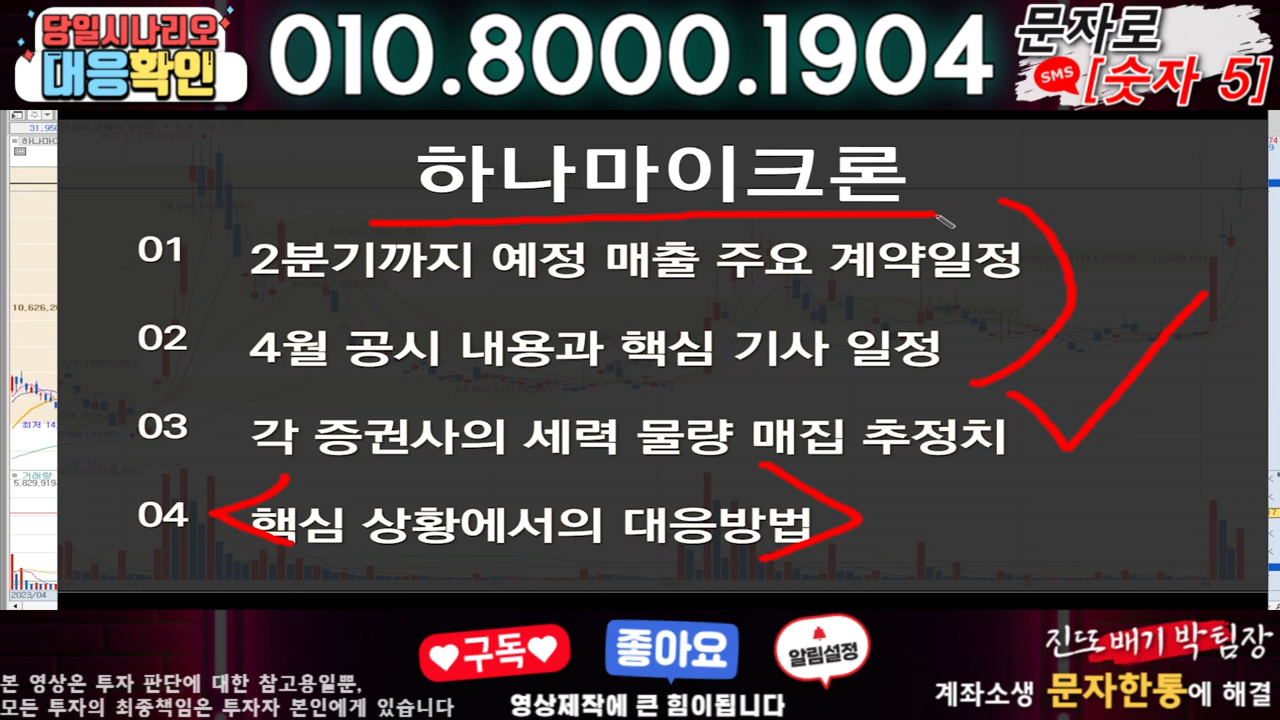 당일시나리오
대응확인
010.8000.1904
문자로
SMS
[숫자 5]
하나마이크론
01 2분기까지 예정 매출 주요 계약일정
02 4월 공시 내용과 핵심 기사 일정
03 각 증권사의 세력 물량 매집 추정치
04 핵심 상황에서의 대응방법
거래량
2023/04
구독
좋아요
알림설정
영상제작에 큰 힘이됩니다
본 영상은 투자 판단에 대한 참고용일뿐,
모든 투자의 최종책임은 투자자 본인에게 있습니다
진또배기 박팀장
계좌소생 문자한통에 해결